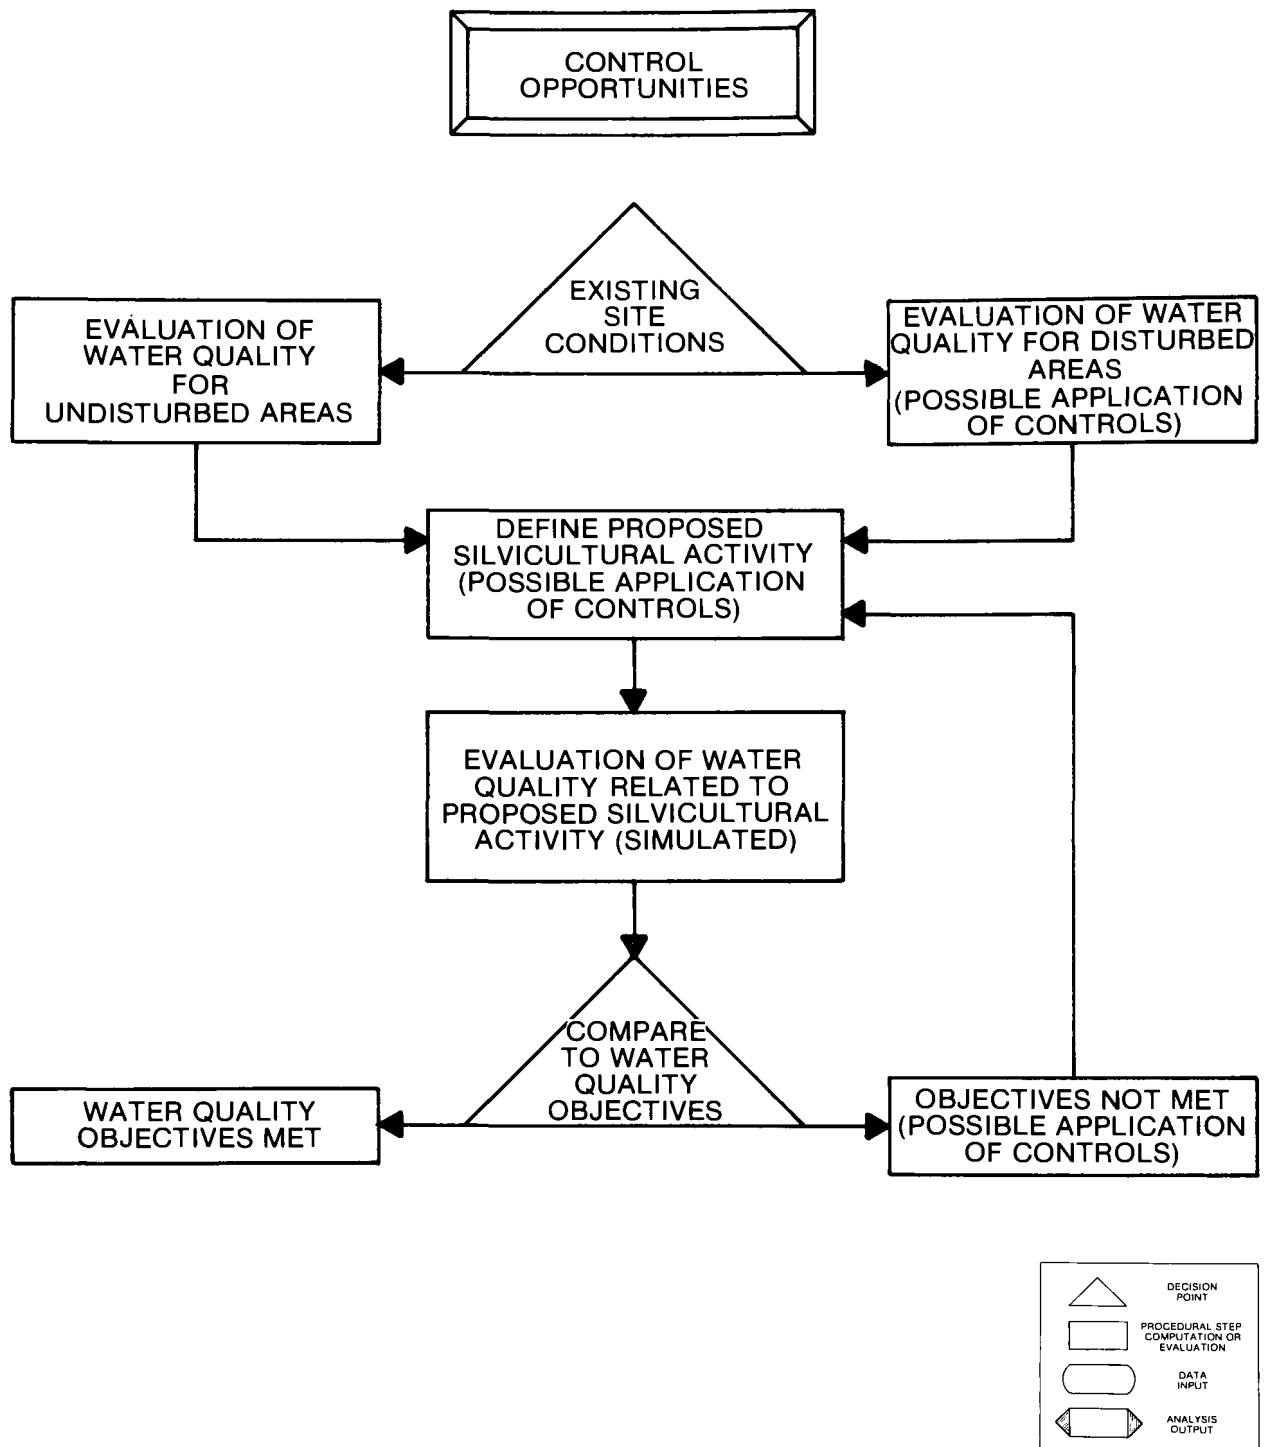 CONTROL
OPPORTUNITIES
EXISTING
SITE
CONDITIONS
EVALUATION OF
WATER QUALITY
FOR
UNDISTURBED AREAS
EVALUATION OF WATER
QUALITY FOR DISTURBED
AREAS
(POSSIBLE APPLICATION
OF CONTROLS)
DEFINE PROPOSED
SILVICULTURAL ACTIVITY
(POSSIBLE APPLICATION
OF CONTROLS)
EVALUATION OF WATER
QUALITY RELATED TO
PROPOSED SILVICULTURAL
ACTIVITY (SIMULATED)
COMPARE
TO WATER
QUALITY
OBJECTIVES
WATER QUALITY
OBJECTIVES MET
OBJECTIVES NOT MET
(POSSIBLE APPLICATION
OF CONTROLS)
DECISION
POINT
PROCEDURAL STEP
COMPUTATION OR
EVALUATION
DATA
INPUT
ANALYSIS
OUTPUT